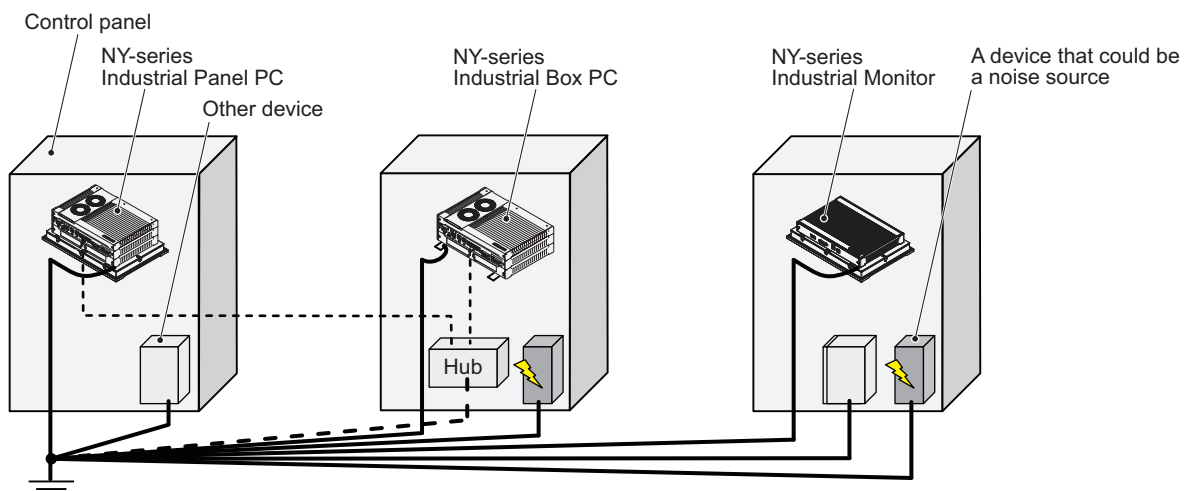 Control panel
NY-series
Industrial Panel PC
Other device
NY-series
Industrial Box PC
NY-series
Industrial Monitor
A device that could be
a noise source
Hub